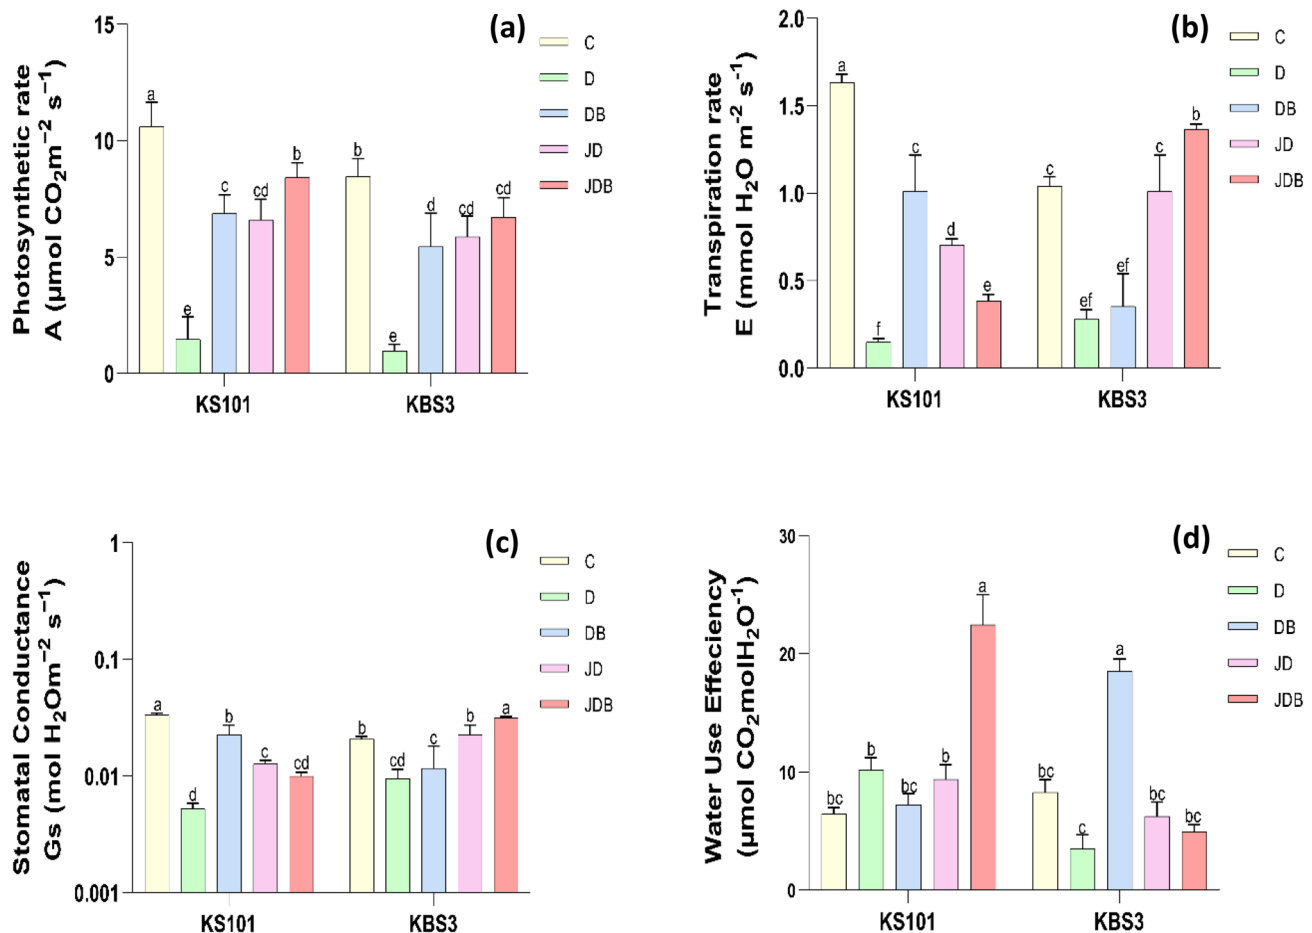 (a)
Photosynthetic rate
A (µmol CO₂m⁻² s⁻¹)
15
10
5
0
a
e
c
cd
b
b
e
d
cd
cd
KS101
KBS3
C
D
DB
JD
JDB
(b)
Transpiration rate
E (mmol H₂O m⁻² s⁻¹)
2.0
1.5
1.0
0.5
0.0
a
f
c
d
e
c
ef
ef
c
b
KS101
KBS3
C
D
DB
JD
JDB
(c)
Stomatal Conductance
Gs (mol H₂Om⁻² s⁻¹)
1
0.1
0.01
0.001
a
d
b
c
cd
b
cd
c
b
a
KS101
KBS3
C
D
DB
JD
JDB
(d)
Water Use Effeciency
(µmol CO₂molH₂O⁻¹)
30
20
10
0
bc
b
bc
b
a
bc
c
a
bc
bc
KS101
KBS3
C
D
DB
JD
JDB